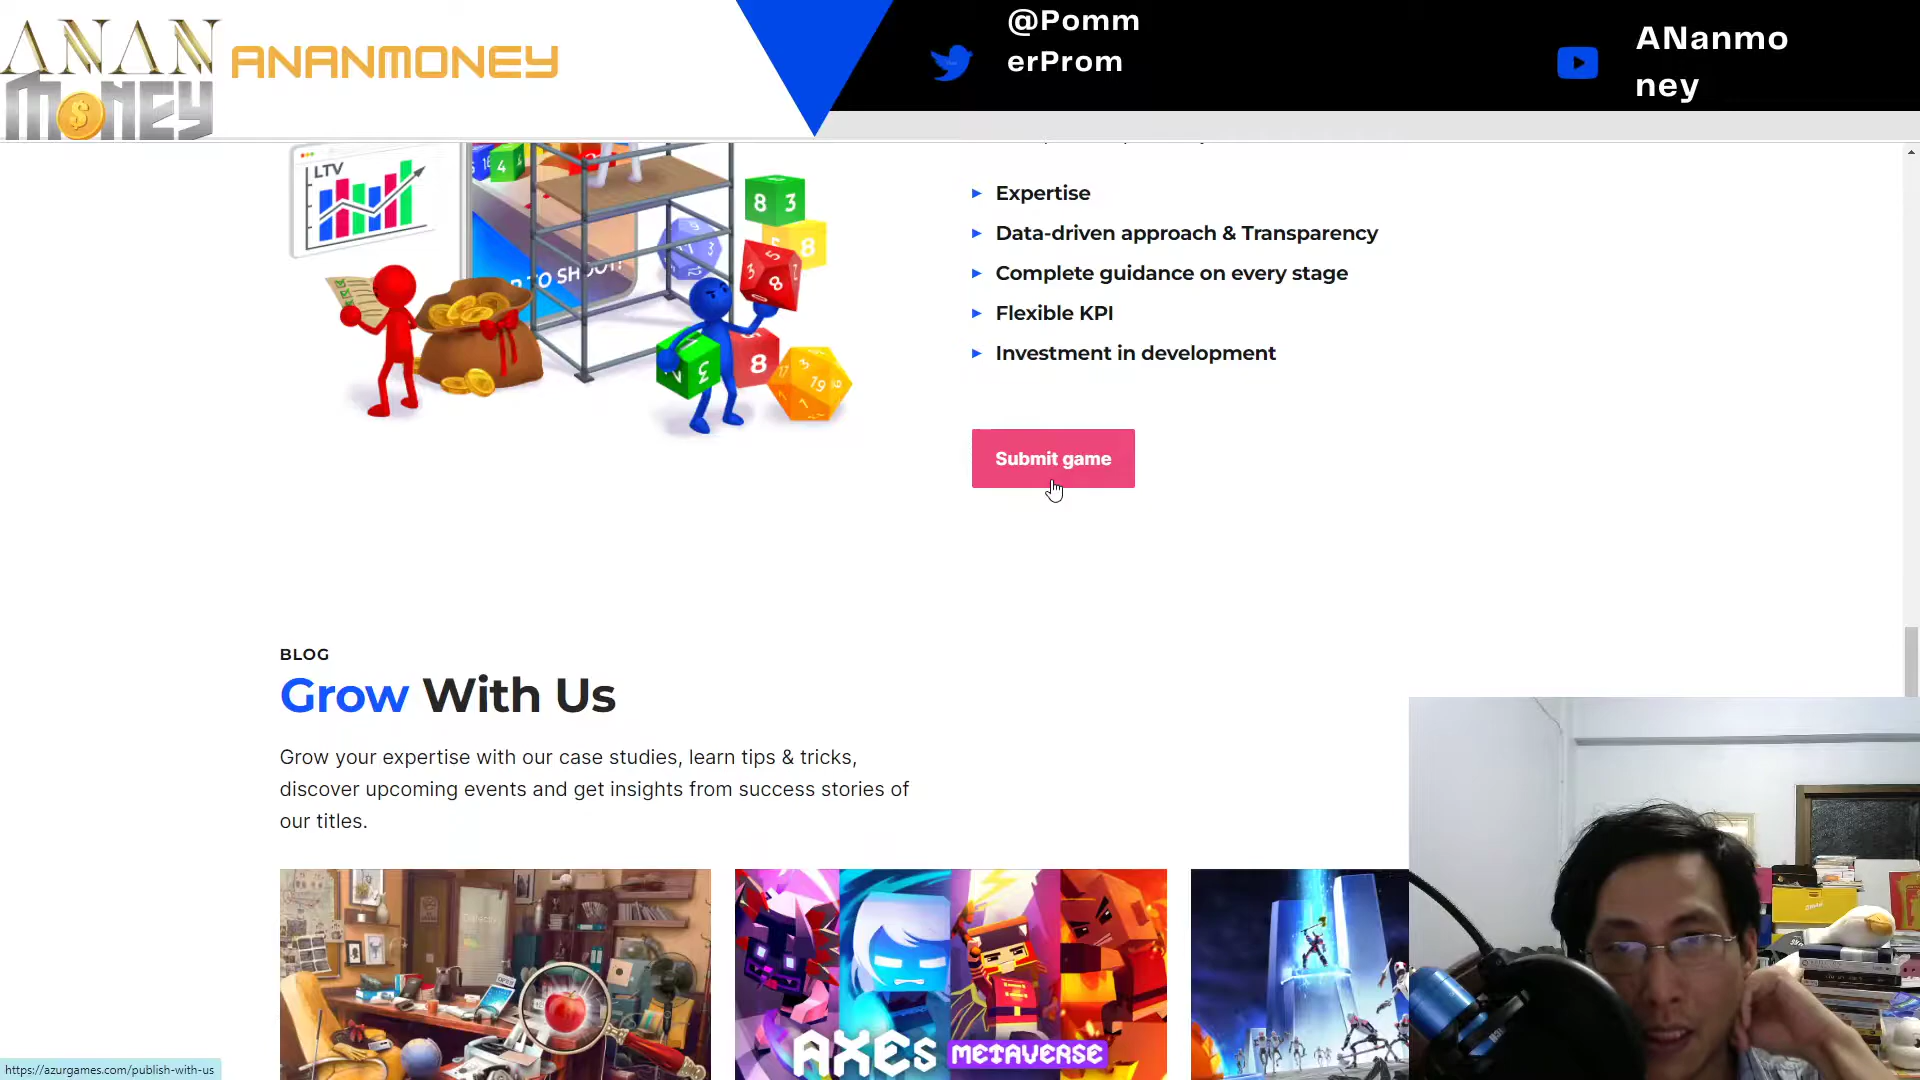 ANAN
MONEY
$
ANANMONEY
@Pomm
erProm
ANanmo
ney
LTV
Expertise
Data-driven approach & Transparency
Complete guidance on every stage
Flexible KPI
Investment in development
Submit game
BLOG
Grow With Us
Grow your expertise with our case studies, learn tips & tricks,
discover upcoming events and get insights from success stories of
our titles.
AXES METAVERSE
https://azurgames.com/publish-with-us